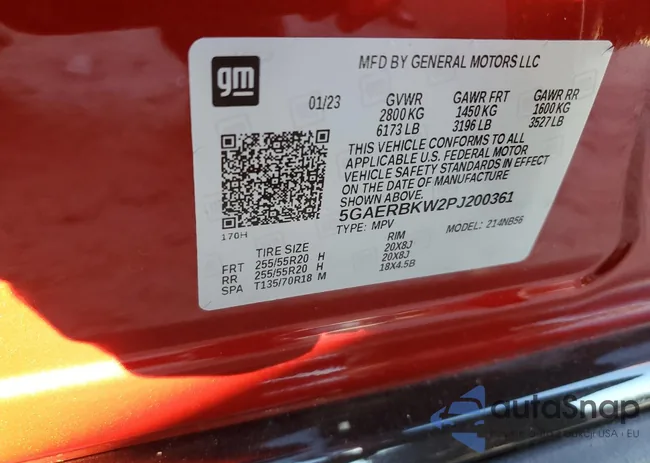 gm
MFD BY GENERAL MOTORS LLC
01/23
GVWR GAWR FRT GAWR RR
2800 KG 1450 KG 1600 KG
6173 LB 3196 LB 3527 LB
THIS VEHICLE CONFORMS TO ALL
APPLICABLE U.S. FEDERAL MOTOR
VEHICLE SAFETY STANDARDS IN EFFECT
ON THE DATE OF MANUFACTURE
SHOWN ABOVE.
5GAERBKW2PJ200361
TYPE: MPV MODEL: 214NB56
170H
TIRE SIZE RIM
FRT 255/55R20 H 20X8J
RR 255/55R20 H 20X8J
SPA T135/70R18 M 18X4.5B
autoSnap
USA - EU